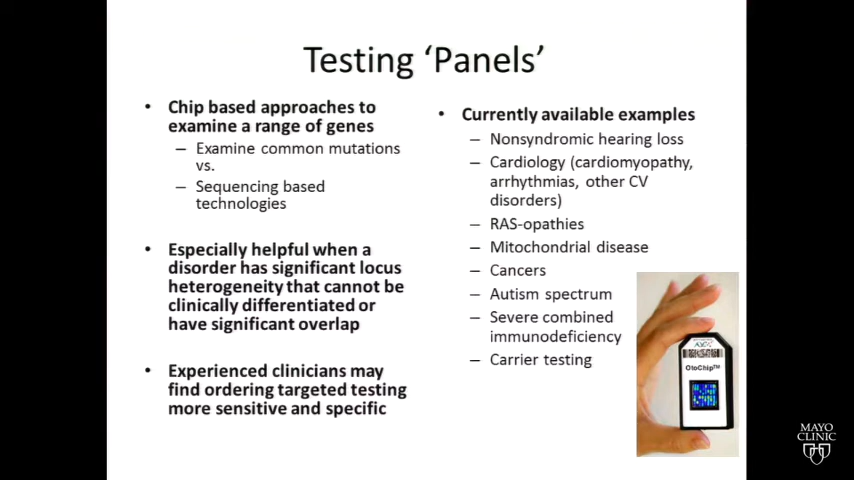 Testing ‘Panels’
• Chip based approaches to
examine a range of genes
– Examine common mutations
vs.
– Sequencing based
technologies
• Especially helpful when a
disorder has significant locus
heterogeneity that cannot be
clinically differentiated or
have significant overlap
• Experienced clinicians may
find ordering targeted testing
more sensitive and specific
• Currently available examples
– Nonsyndromic hearing loss
– Cardiology (cardiomyopathy,
arrhythmias, other CV
disorders)
– RAS-opathies
– Mitochondrial disease
– Cancers
– Autism spectrum
– Severe combined
immunodeficiency
– Carrier testing
OtoChip™
MAYO
CLINIC